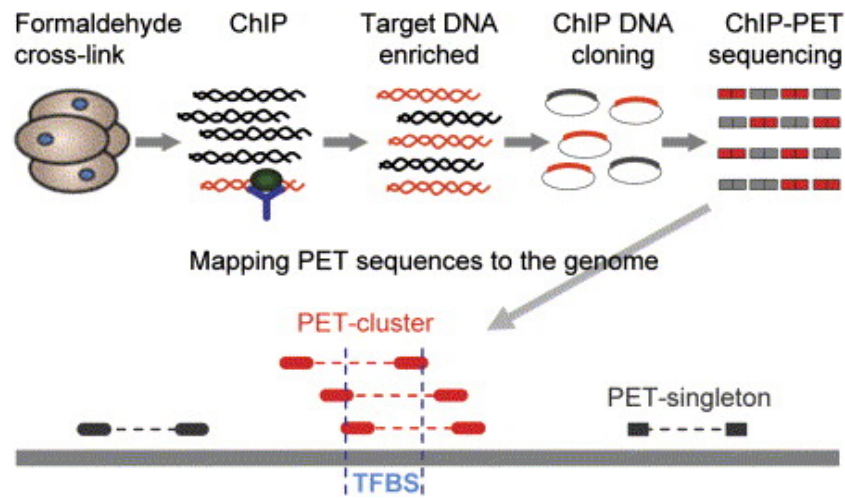 Formaldehyde
cross-link
ChIP
Target DNA
enriched
ChIP DNA
cloning
ChIP-PET
sequencing
Mapping PET sequences to the genome
PET-cluster
PET-singleton
TFBS